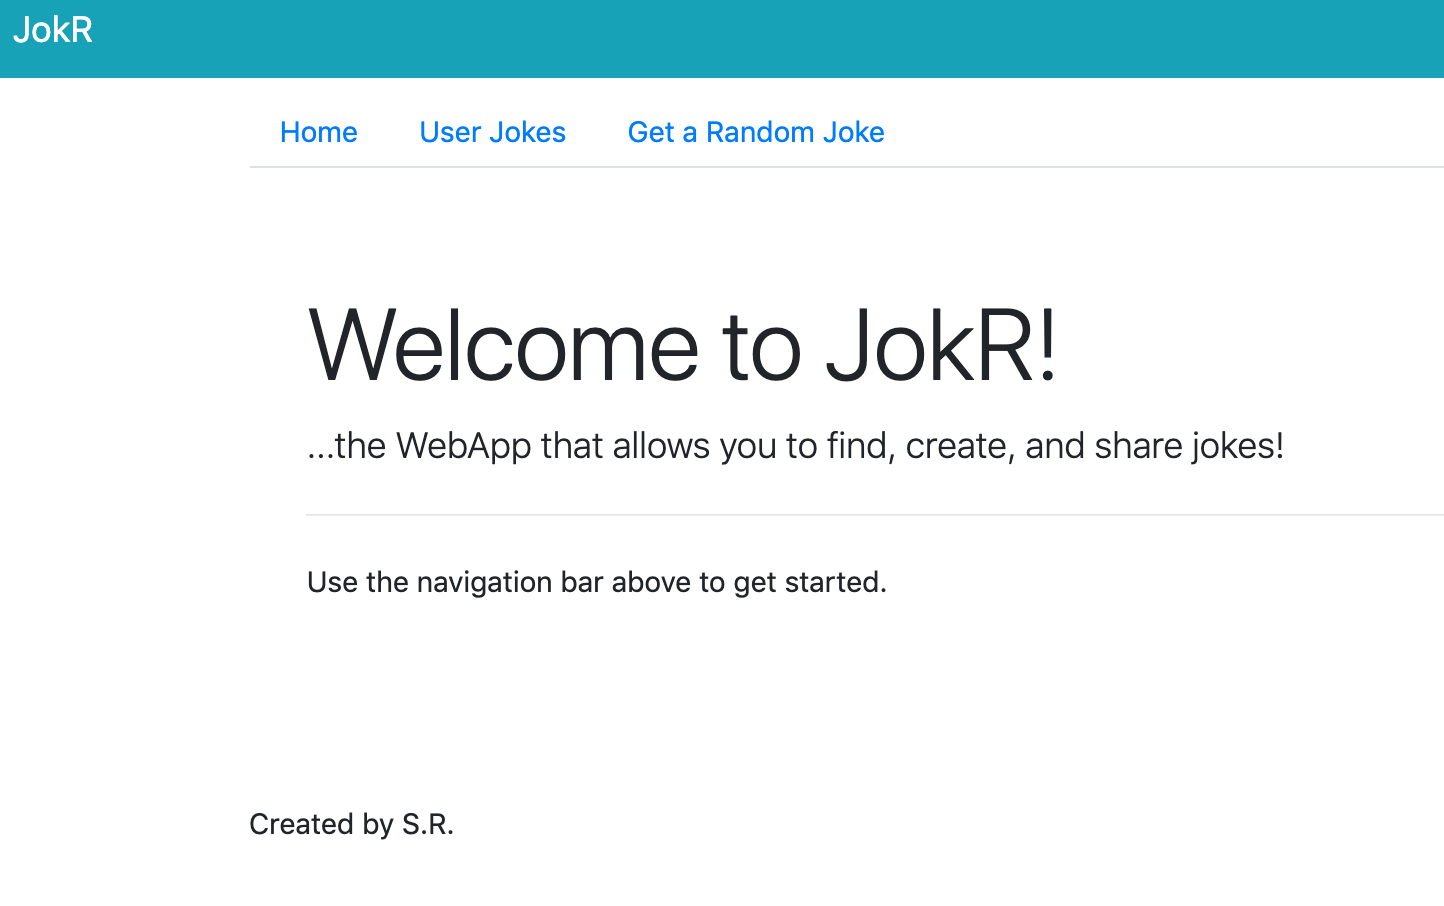 JokR
Home User Jokes Get a Random Joke
Welcome to JokR!
...the WebApp that allows you to find, create, and share jokes!
Use the navigation bar above to get started.
Created by S.R.